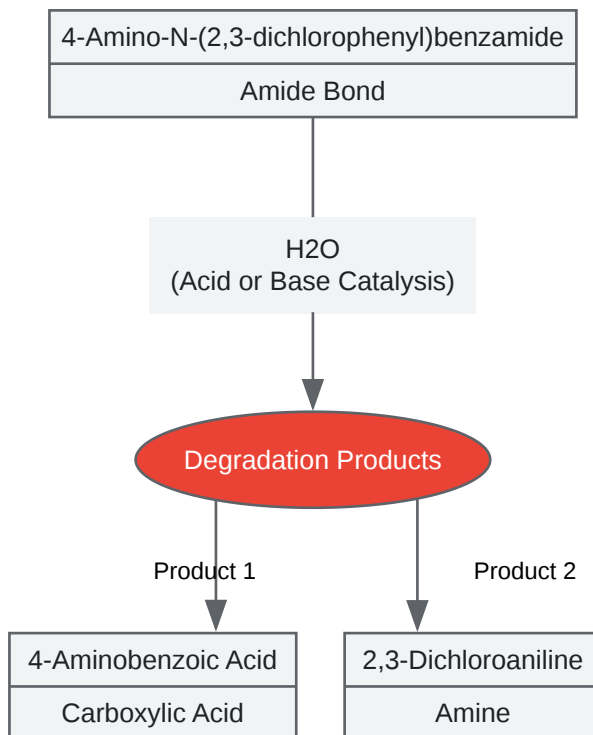 4-Amino-N-(2,3-dichlorophenyl)benzamide
Amide Bond
H2O
(Acid or Base Catalysis)
Degradation Products
Product 1
Product 2
4-Aminobenzoic Acid
2,3-Dichloroaniline
Carboxylic Acid
Amine